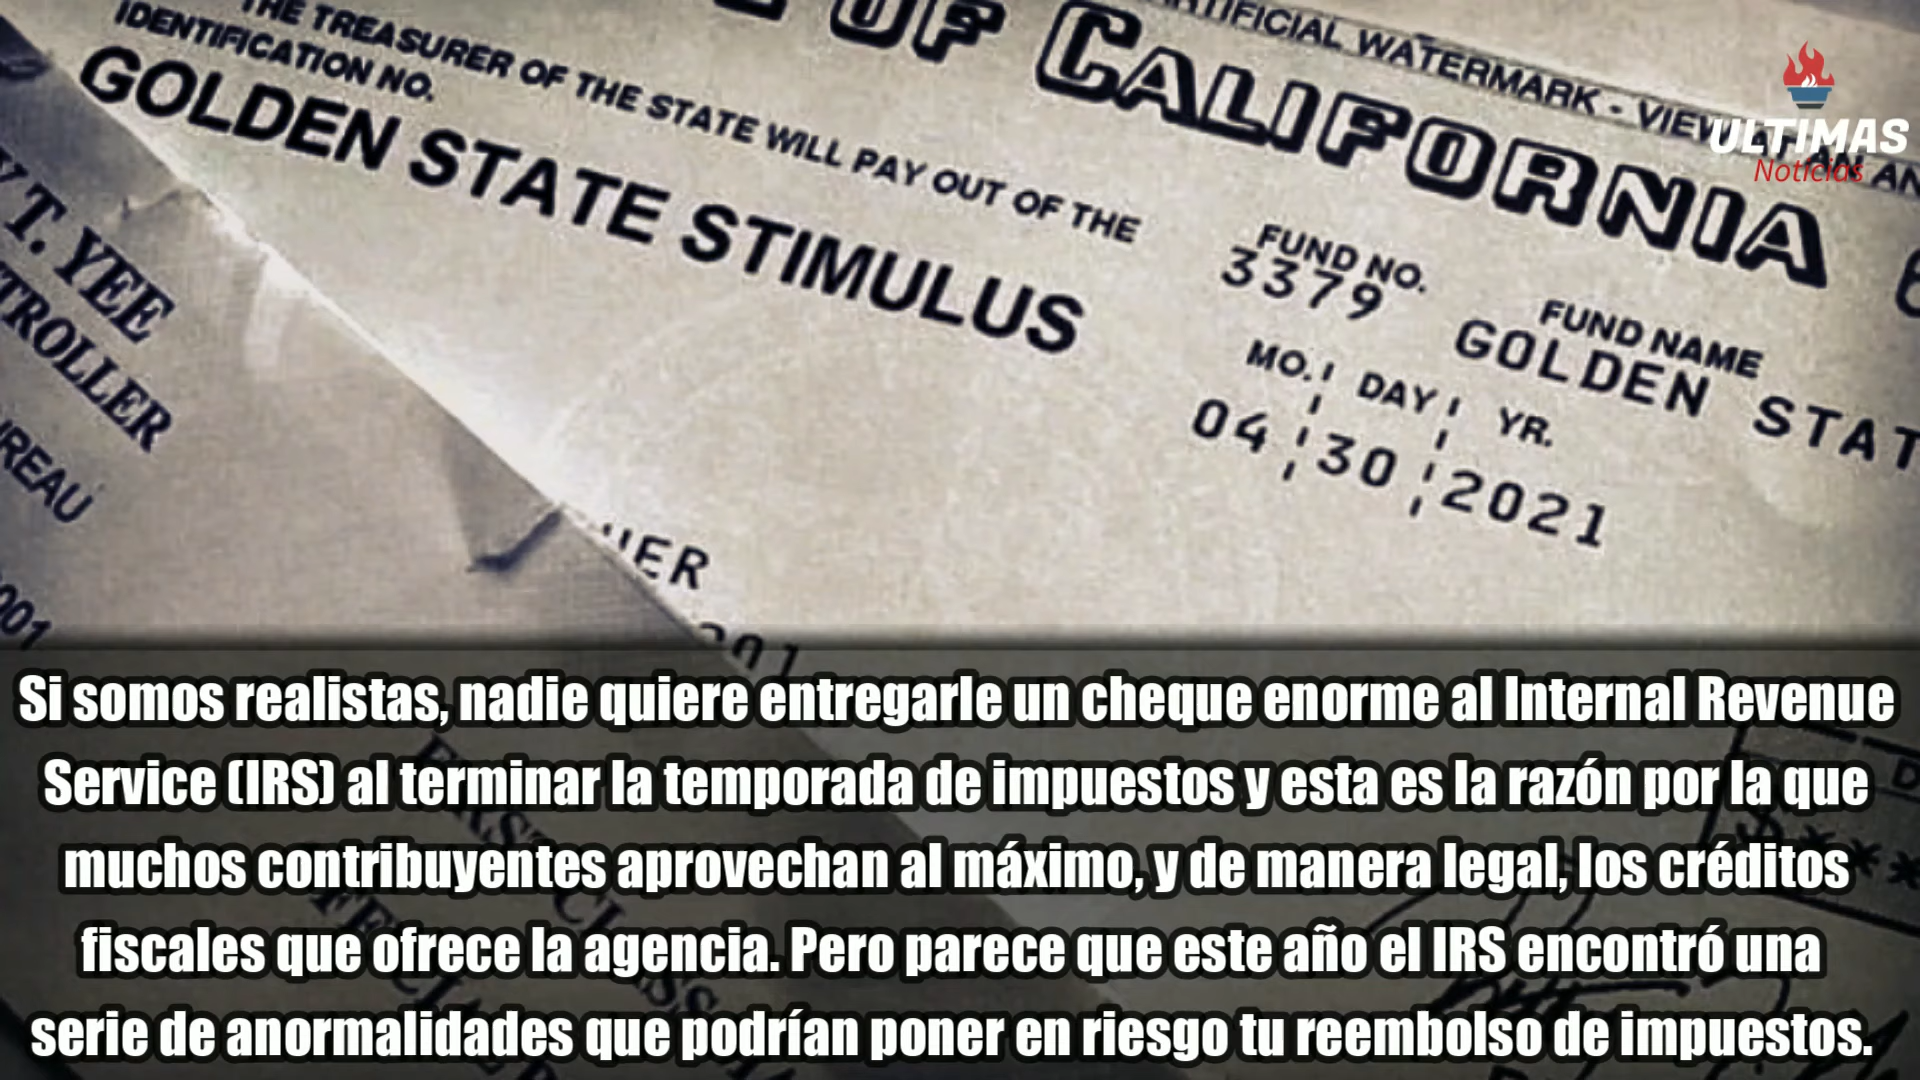 OF CALIFORNIA
ARTIFICIAL WATERMARK - VIEW
THE TREASURER OF THE STATE WILL PAY OUT OF THE
IDENTIFICATION NO.
GOLDEN STATE STIMULUS
FUND NO.
3379
FUND NAME
GOLDEN STAT
MO. DAY YR.
04 30 2021
T. YEE
TROLLER
REAU
001
ULTIMAS
Noticias
Si somos realistas, nadie quiere entregarle un cheque enorme al Internal Revenue
Service (IRS) al terminar la temporada de impuestos y esta es la razón por la que
muchos contribuyentes aprovechan al máximo, y de manera legal, los créditos
fiscales que ofrece la agencia. Pero parece que este año el IRS encontró una
serie de anormalidades que podrían poner en riesgo tu reembolso de impuestos.